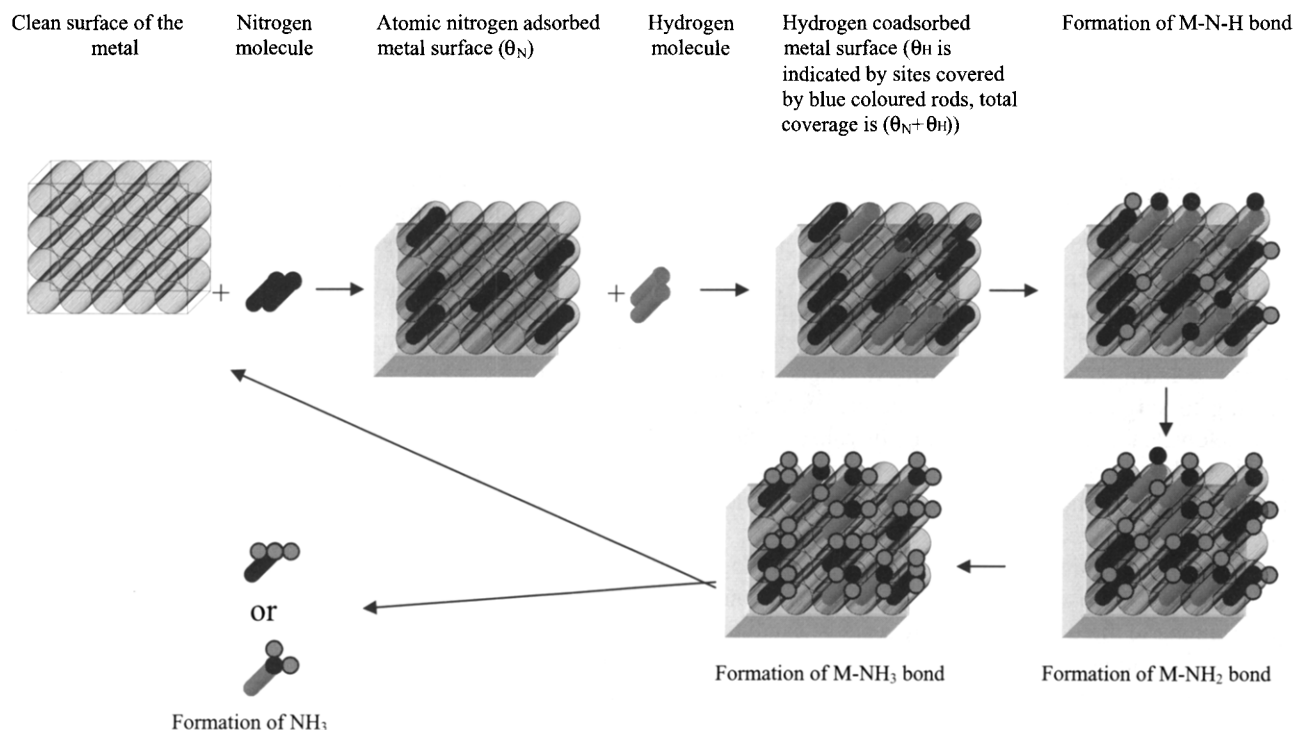 Clean surface of the
metal
Nitrogen
molecule
Atomic nitrogen adsorbed
metal surface (θN)
Hydrogen
molecule
Hydrogen coadsorbed
metal surface (θH is
indicated by sites covered
by blue coloured rods, total
coverage is (θN+θH))
Formation of M-N-H bond
+
+
or
Formation of M-NH₃ bond
Formation of M-NH₂ bond
Formation of NH₃